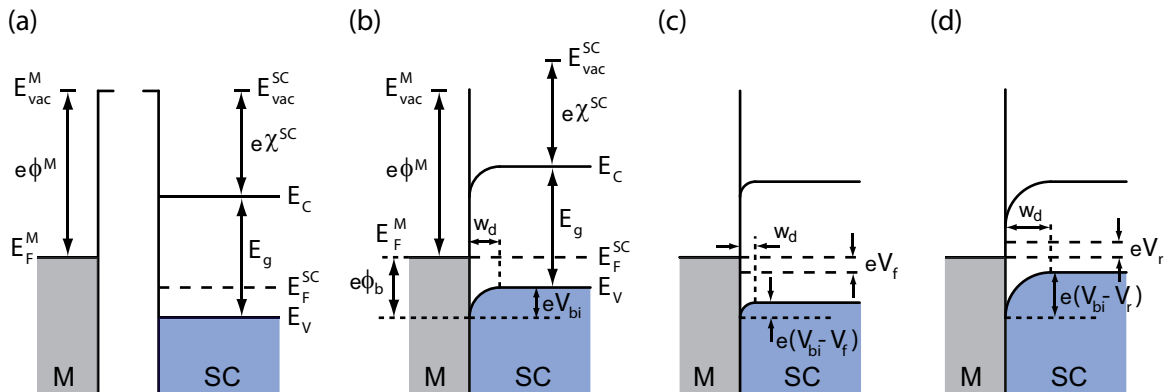 (a)
E_vac^M
E_vac^SC
eχ^SC
eϕ^M
E_C
E_F^M
E_g
E_F^SC
E_V
M
SC
(b)
E_vac^SC
E_vac^M
eχ^SC
eϕ^M
E_C
w_d
E_g
E_F^M
E_F^SC
eϕ_b
E_V
eV_bi
M
SC
(c)
w_d
eV_f
e(V_bi-V_f)
M
SC
(d)
w_d
eV_r
e(V_bi-V_r)
M
SC